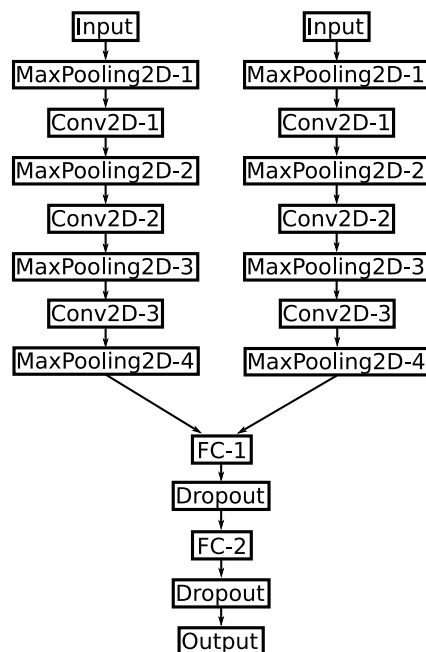 Input Input
MaxPooling2D-1 MaxPooling2D-1
Conv2D-1 Conv2D-1
MaxPooling2D-2 MaxPooling2D-2
Conv2D-2 Conv2D-2
MaxPooling2D-3 MaxPooling2D-3
Conv2D-3 Conv2D-3
MaxPooling2D-4 MaxPooling2D-4
FC-1
Dropout
FC-2
Dropout
Output